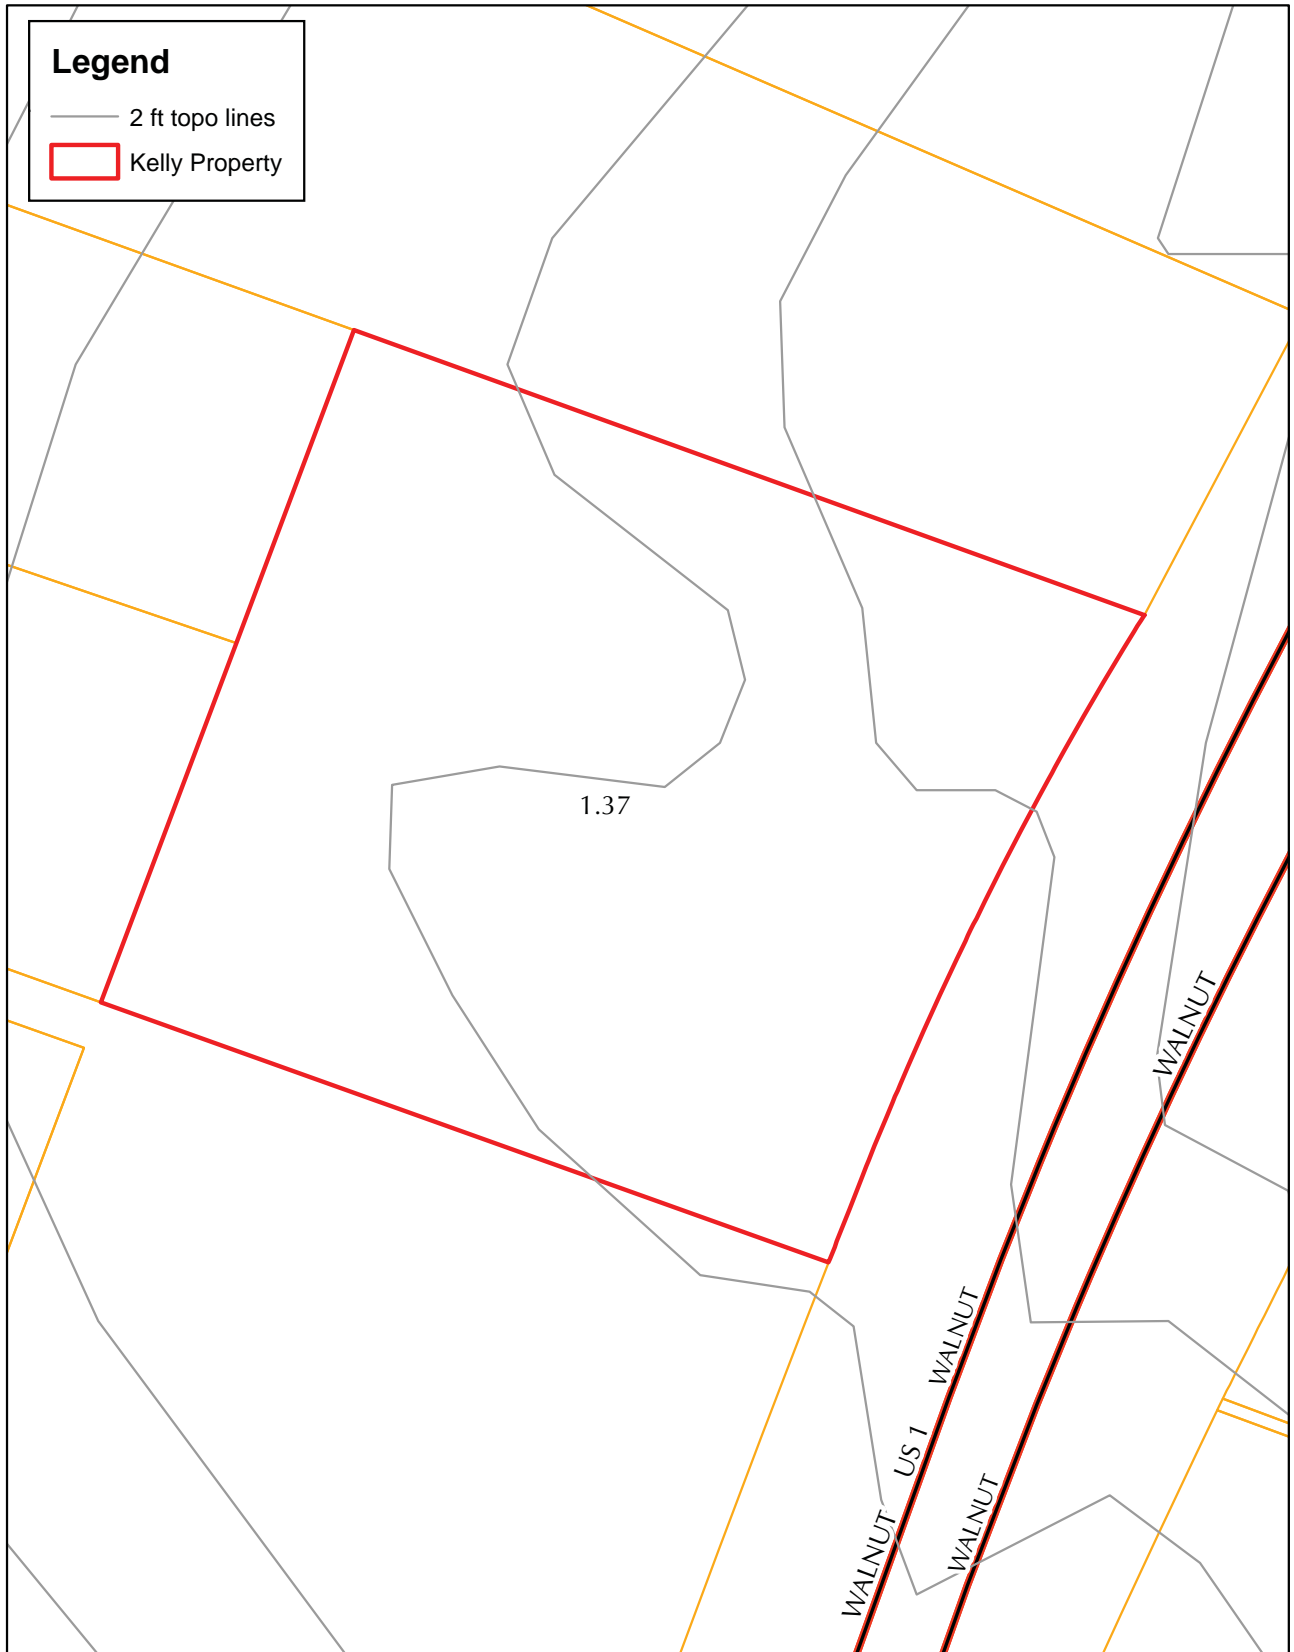 Legend
2 ft topo lines
Kelly Property
1.37
WALNUT
WALNUT
US 1
WALNUT
WALNUT